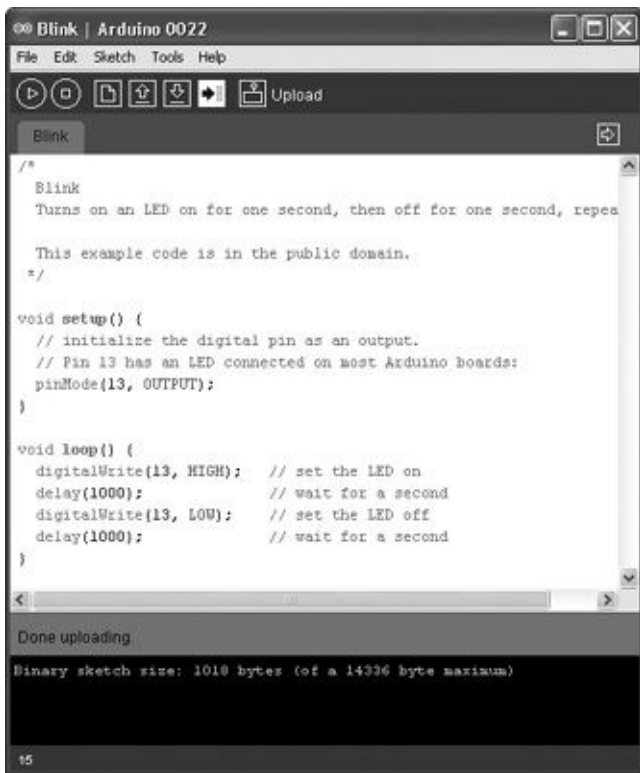 Blink | Arduino 0022
File Edit Sketch Tools Help
Upload
Blink
/*
  Blink
  Turns on an LED on for one second, then off for one second, repea

  This example code is in the public domain.
 */

void setup() {
  // initialize the digital pin as an output.
  // Pin 13 has an LED connected on most Arduino boards:
  pinMode(13, OUTPUT);
}

void loop() {
  digitalWrite(13, HIGH);   // set the LED on
  delay(1000);              // wait for a second
  digitalWrite(13, LOW);    // set the LED off
  delay(1000);              // wait for a second
}
Done uploading.
Binary sketch size: 1018 bytes (of a 14336 byte maximum)
15